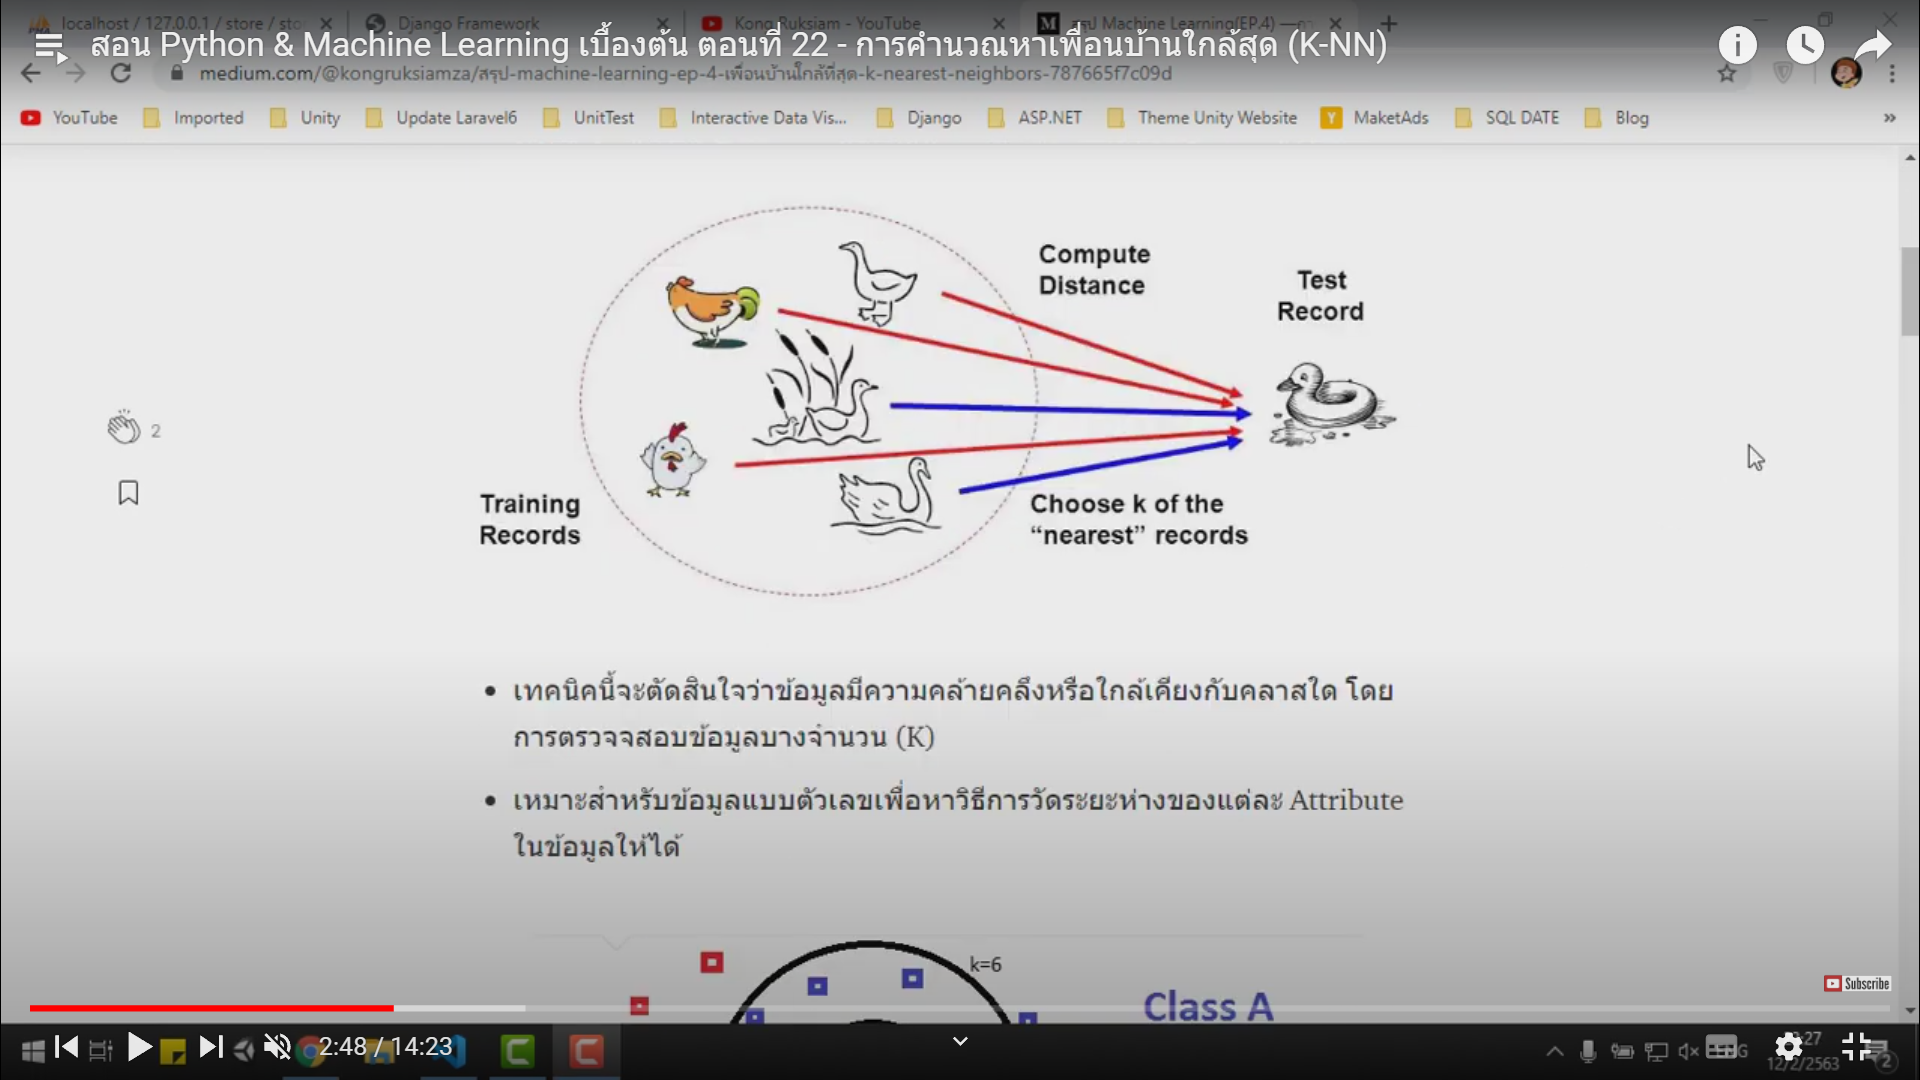 localhost / 127.0.0.1 / store / sto
Django Framework
Kong Ruksiam - YouTube
สรุป Machine Learning(EP.4)
สอน Python & Machine Learning เบื้องต้น ตอนที่ 22 - การคำนวณหาเพื่อนบ้านใกล้สุด (K-NN)
medium.com/@kongruksiamza/สรุป-machine-learning-ep-4-เพื่อนบ้านใกล้ที่สุด-k-nearest-neighbors-787665f7c09d
YouTube Imported Unity Update Laravel6 UnitTest Interactive Data Vis... Django ASP.NET Theme Unity Website MaketAds SQL DATE Blog »
Compute
Distance
Test
Record
2
Training
Records
Choose k of the
“nearest” records
เทคนิคนี้จะตัดสินใจว่าข้อมูลมีความคล้ายคลึงหรือใกล้เคียงกับคลาสใด โดย
การตรวจจสอบข้อมูลบางจำนวน (K)
เหมาะสำหรับข้อมูลแบบตัวเลขเพื่อหาวิธีการวัดระยะห่างของแต่ละ Attribute
ในข้อมูลให้ได้
k=6
Class A
Subscribe
2:48 / 14:23
12/2/2563
2